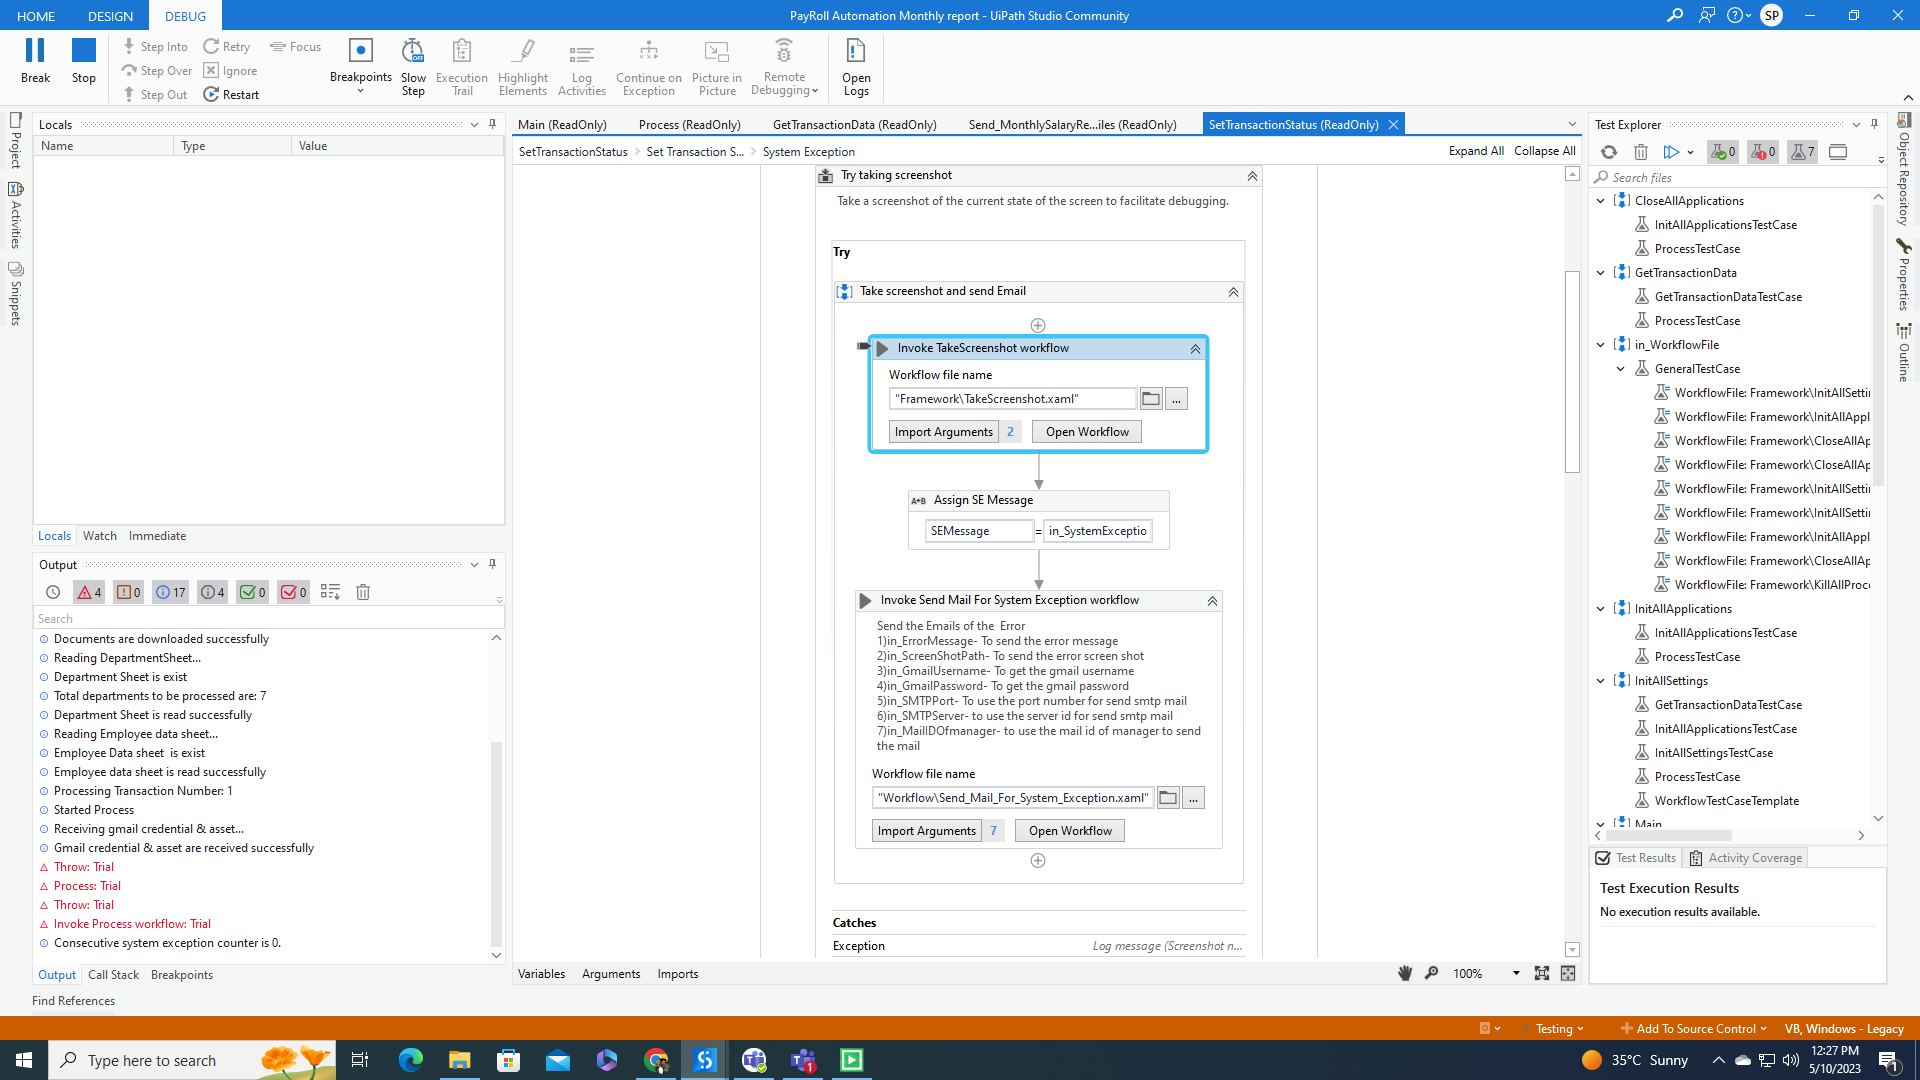 HOME
DESIGN
DEBUG
PayRoll Automation Monthly report - UiPath Studio Community
SP
Break
Stop
Step Into
Step Over
Step Out
Retry
Ignore
Restart
Focus
Breakpoints
Slow Step
OFF
Execution Trail
Highlight Elements
Log Activities
Continue on Exception
Picture in Picture
Remote Debugging
Open Logs
Project
Activities
Snippets
Locals
Name
Type
Value
Locals
Watch
Immediate
Output
4
0
17
4
0
0
Search
Documents are downloaded successfully
Reading DepartmentSheet...
Department Sheet is exist
Total departments to be processed are: 7
Department Sheet is read successfully
Reading Employee data sheet...
Employee Data sheet  is exist
Employee data sheet is read successfully
Processing Transaction Number: 1
Started Process
Receiving gmail credential & asset...
Gmail credential & asset are received successfully
Throw: Trial
Process: Trial
Throw: Trial
Invoke Process workflow: Trial
Consecutive system exception counter is 0.
Output
Call Stack
Breakpoints
Find References
Main (ReadOnly)
Process (ReadOnly)
GetTransactionData (ReadOnly)
Send_MonthlySalaryRe...iles (ReadOnly)
SetTransactionStatus (ReadOnly)
SetTransactionStatus
Set Transaction S...
System Exception
Expand All
Collapse All
Try taking screenshot
Take a screenshot of the current state of the screen to facilitate debugging.
Try
Take screenshot and send Email
Invoke TakeScreenshot workflow
Workflow file name
"Framework\TakeScreenshot.xaml"
...
Import Arguments
2
Open Workflow
A+B
Assign SE Message
SEMessage
=
in_SystemExceptio
Invoke Send Mail For System Exception workflow
Send the Emails of the  Error
1)in_ErrorMessage- To send the error message
2)in_ScreenShotPath- To send the error screen shot
3)in_GmailUsername- To get the gmail username
4)in_GmailPassword- To get the gmail password
5)in_SMTPPort- To use the port number for send smtp mail
6)in_SMTPServer- to use the server id for send smtp mail
7)in_MailIDOfmanager- to use the mail id of manager to send
the mail
Workflow file name
"Workflow\Send_Mail_For_System_Exception.xaml"
...
Import Arguments
7
Open Workflow
Catches
Exception
Log message (Screenshot n...
Variables
Arguments
Imports
100%
Test Explorer
0
0
7
Search files
CloseAllApplications
InitAllApplicationsTestCase
ProcessTestCase
GetTransactionData
GetTransactionDataTestCase
ProcessTestCase
in_WorkflowFile
GeneralTestCase
WorkflowFile: Framework\InitAllSettin
WorkflowFile: Framework\InitAllAppl
WorkflowFile: Framework\CloseAllAp
WorkflowFile: Framework\CloseAllAp
WorkflowFile: Framework\InitAllSettin
WorkflowFile: Framework\InitAllSettin
WorkflowFile: Framework\InitAllAppl
WorkflowFile: Framework\CloseAllAp
WorkflowFile: Framework\KillAllProce
InitAllApplications
InitAllApplicationsTestCase
ProcessTestCase
InitAllSettings
GetTransactionDataTestCase
InitAllApplicationsTestCase
InitAllSettingsTestCase
ProcessTestCase
WorkflowTestCaseTemplate
Main
Test Results
Activity Coverage
Test Execution Results
No execution results available.
Object Repository
Properties
Outline
Testing
Add To Source Control
VB, Windows - Legacy
Type here to search
1
35°C  Sunny
12:27 PM
5/10/2023
1